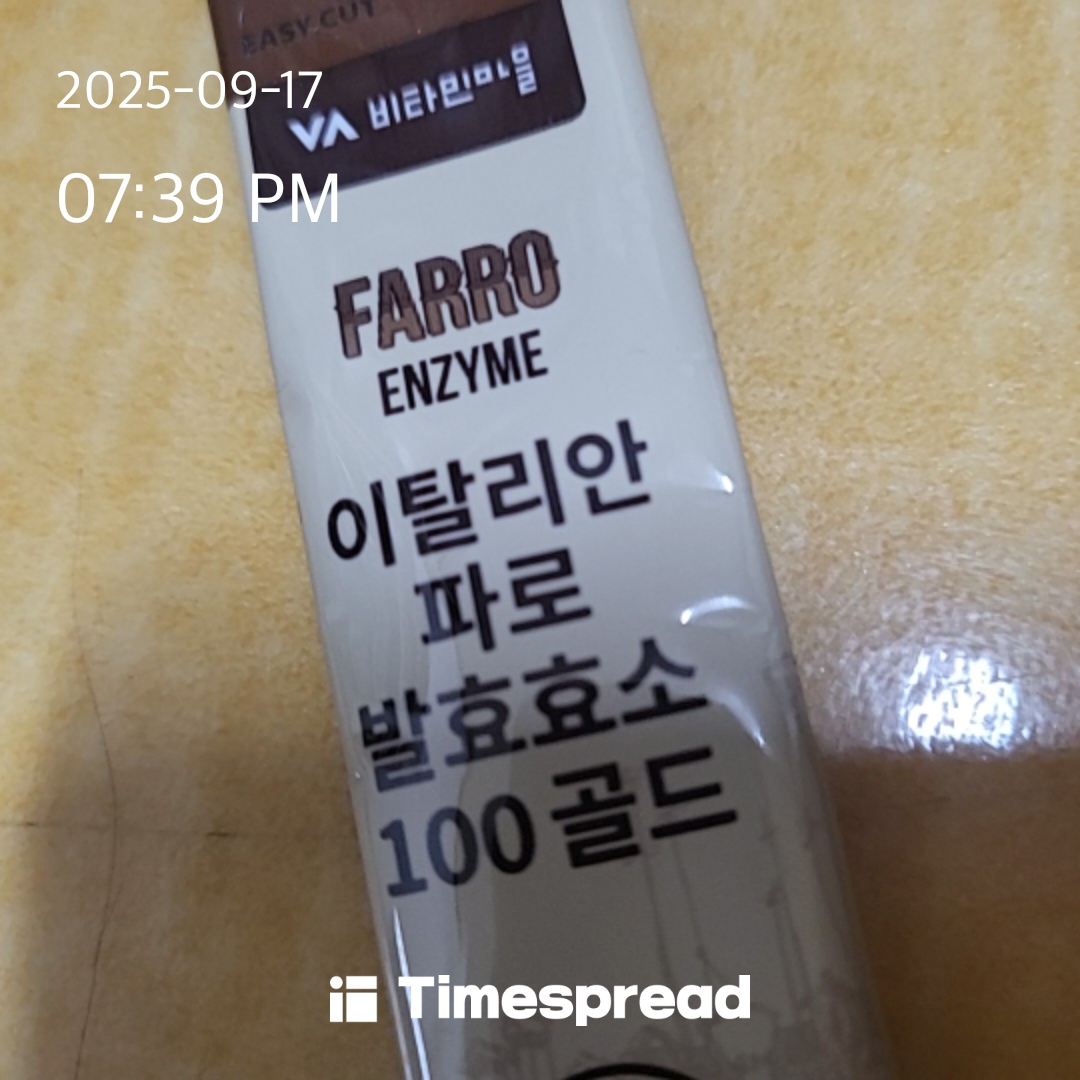 EASY CUT
2025-09-17
VA 비타민마을
07:39 PM
FARRO
ENZYME
이탈리안
파로
발효효소
100 골드
Timespread